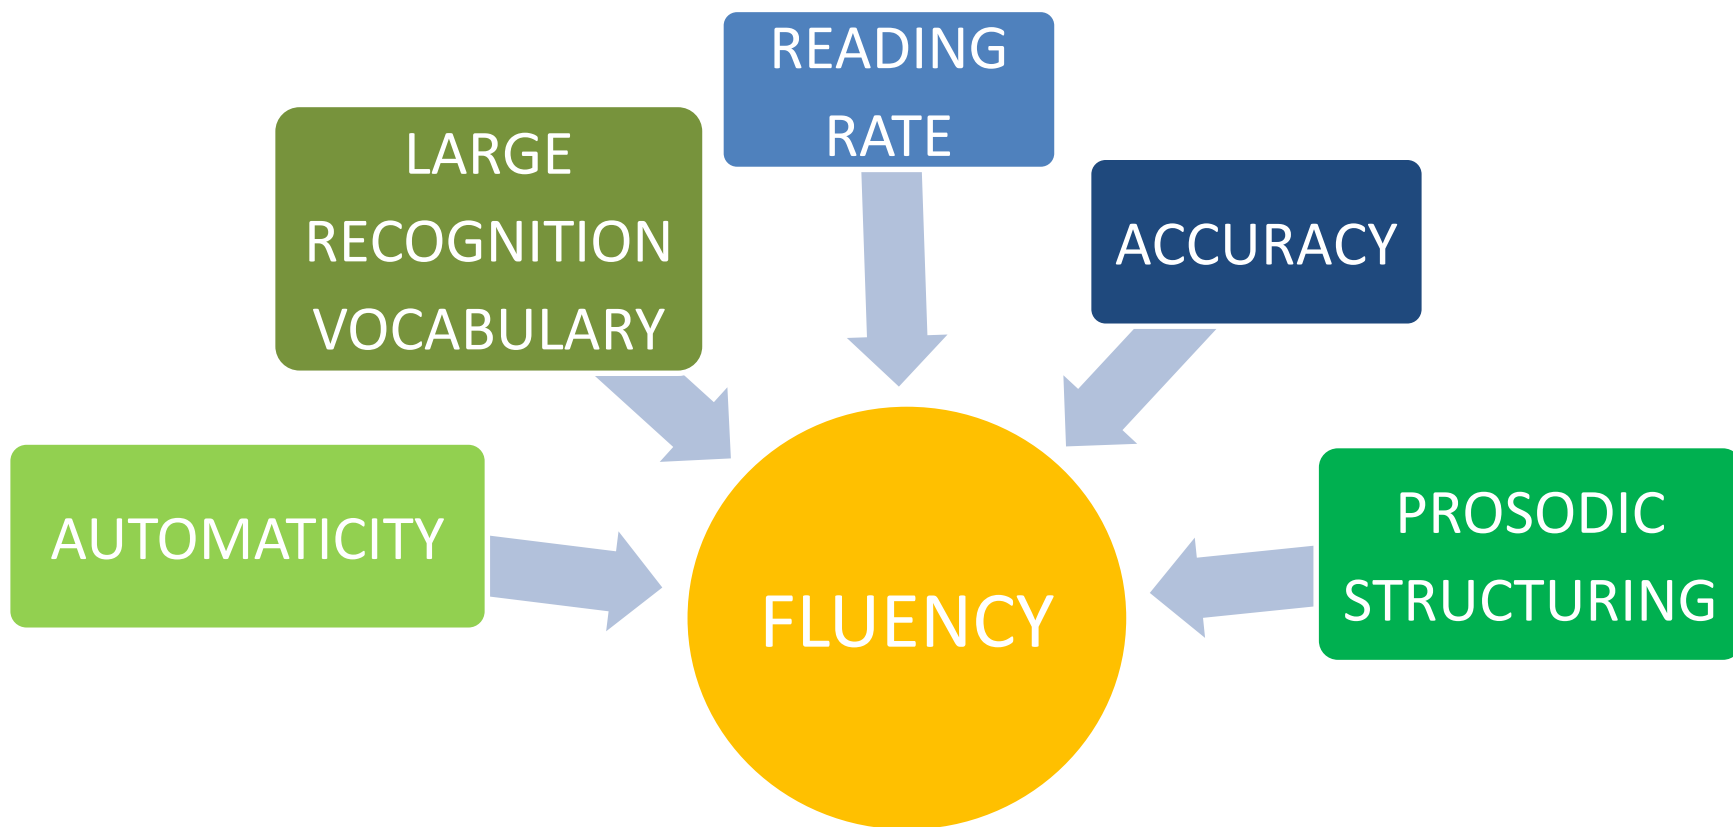 READING
RATE
LARGE
RECOGNITION
VOCABULARY
ACCURACY
AUTOMATICITY
PROSODIC
STRUCTURING
FLUENCY